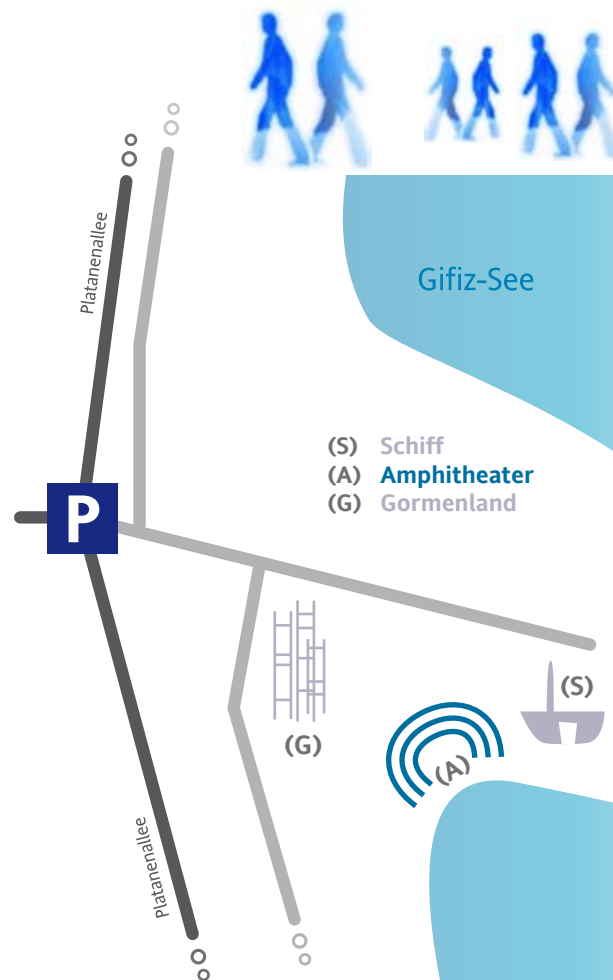 Platanenallee
Gifiz-See
(S) Schiff
(A) Amphitheater
(G) Gormenland
P
(S)
(G)
(A)
Platanenallee